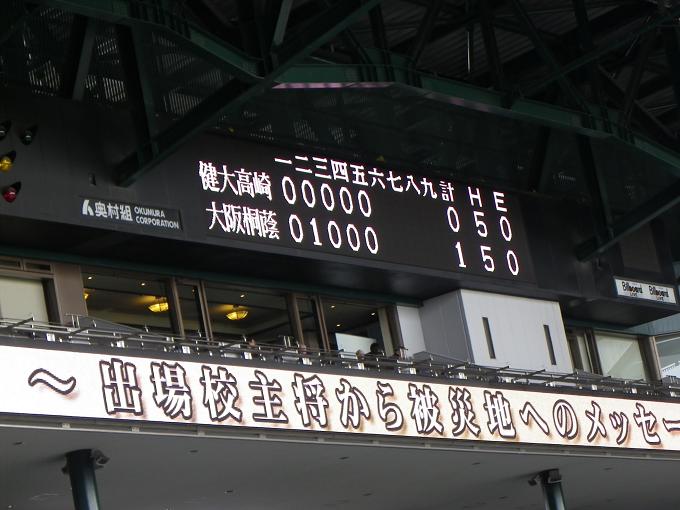 一二三四五六七八九計 H E
健大高崎 00000 0 5 0
大阪桐蔭 01000 1 5 0
奥村組 OKUMURA CORPORATION
Billboard Billboard
～出場校主将から被災地へのメッセー